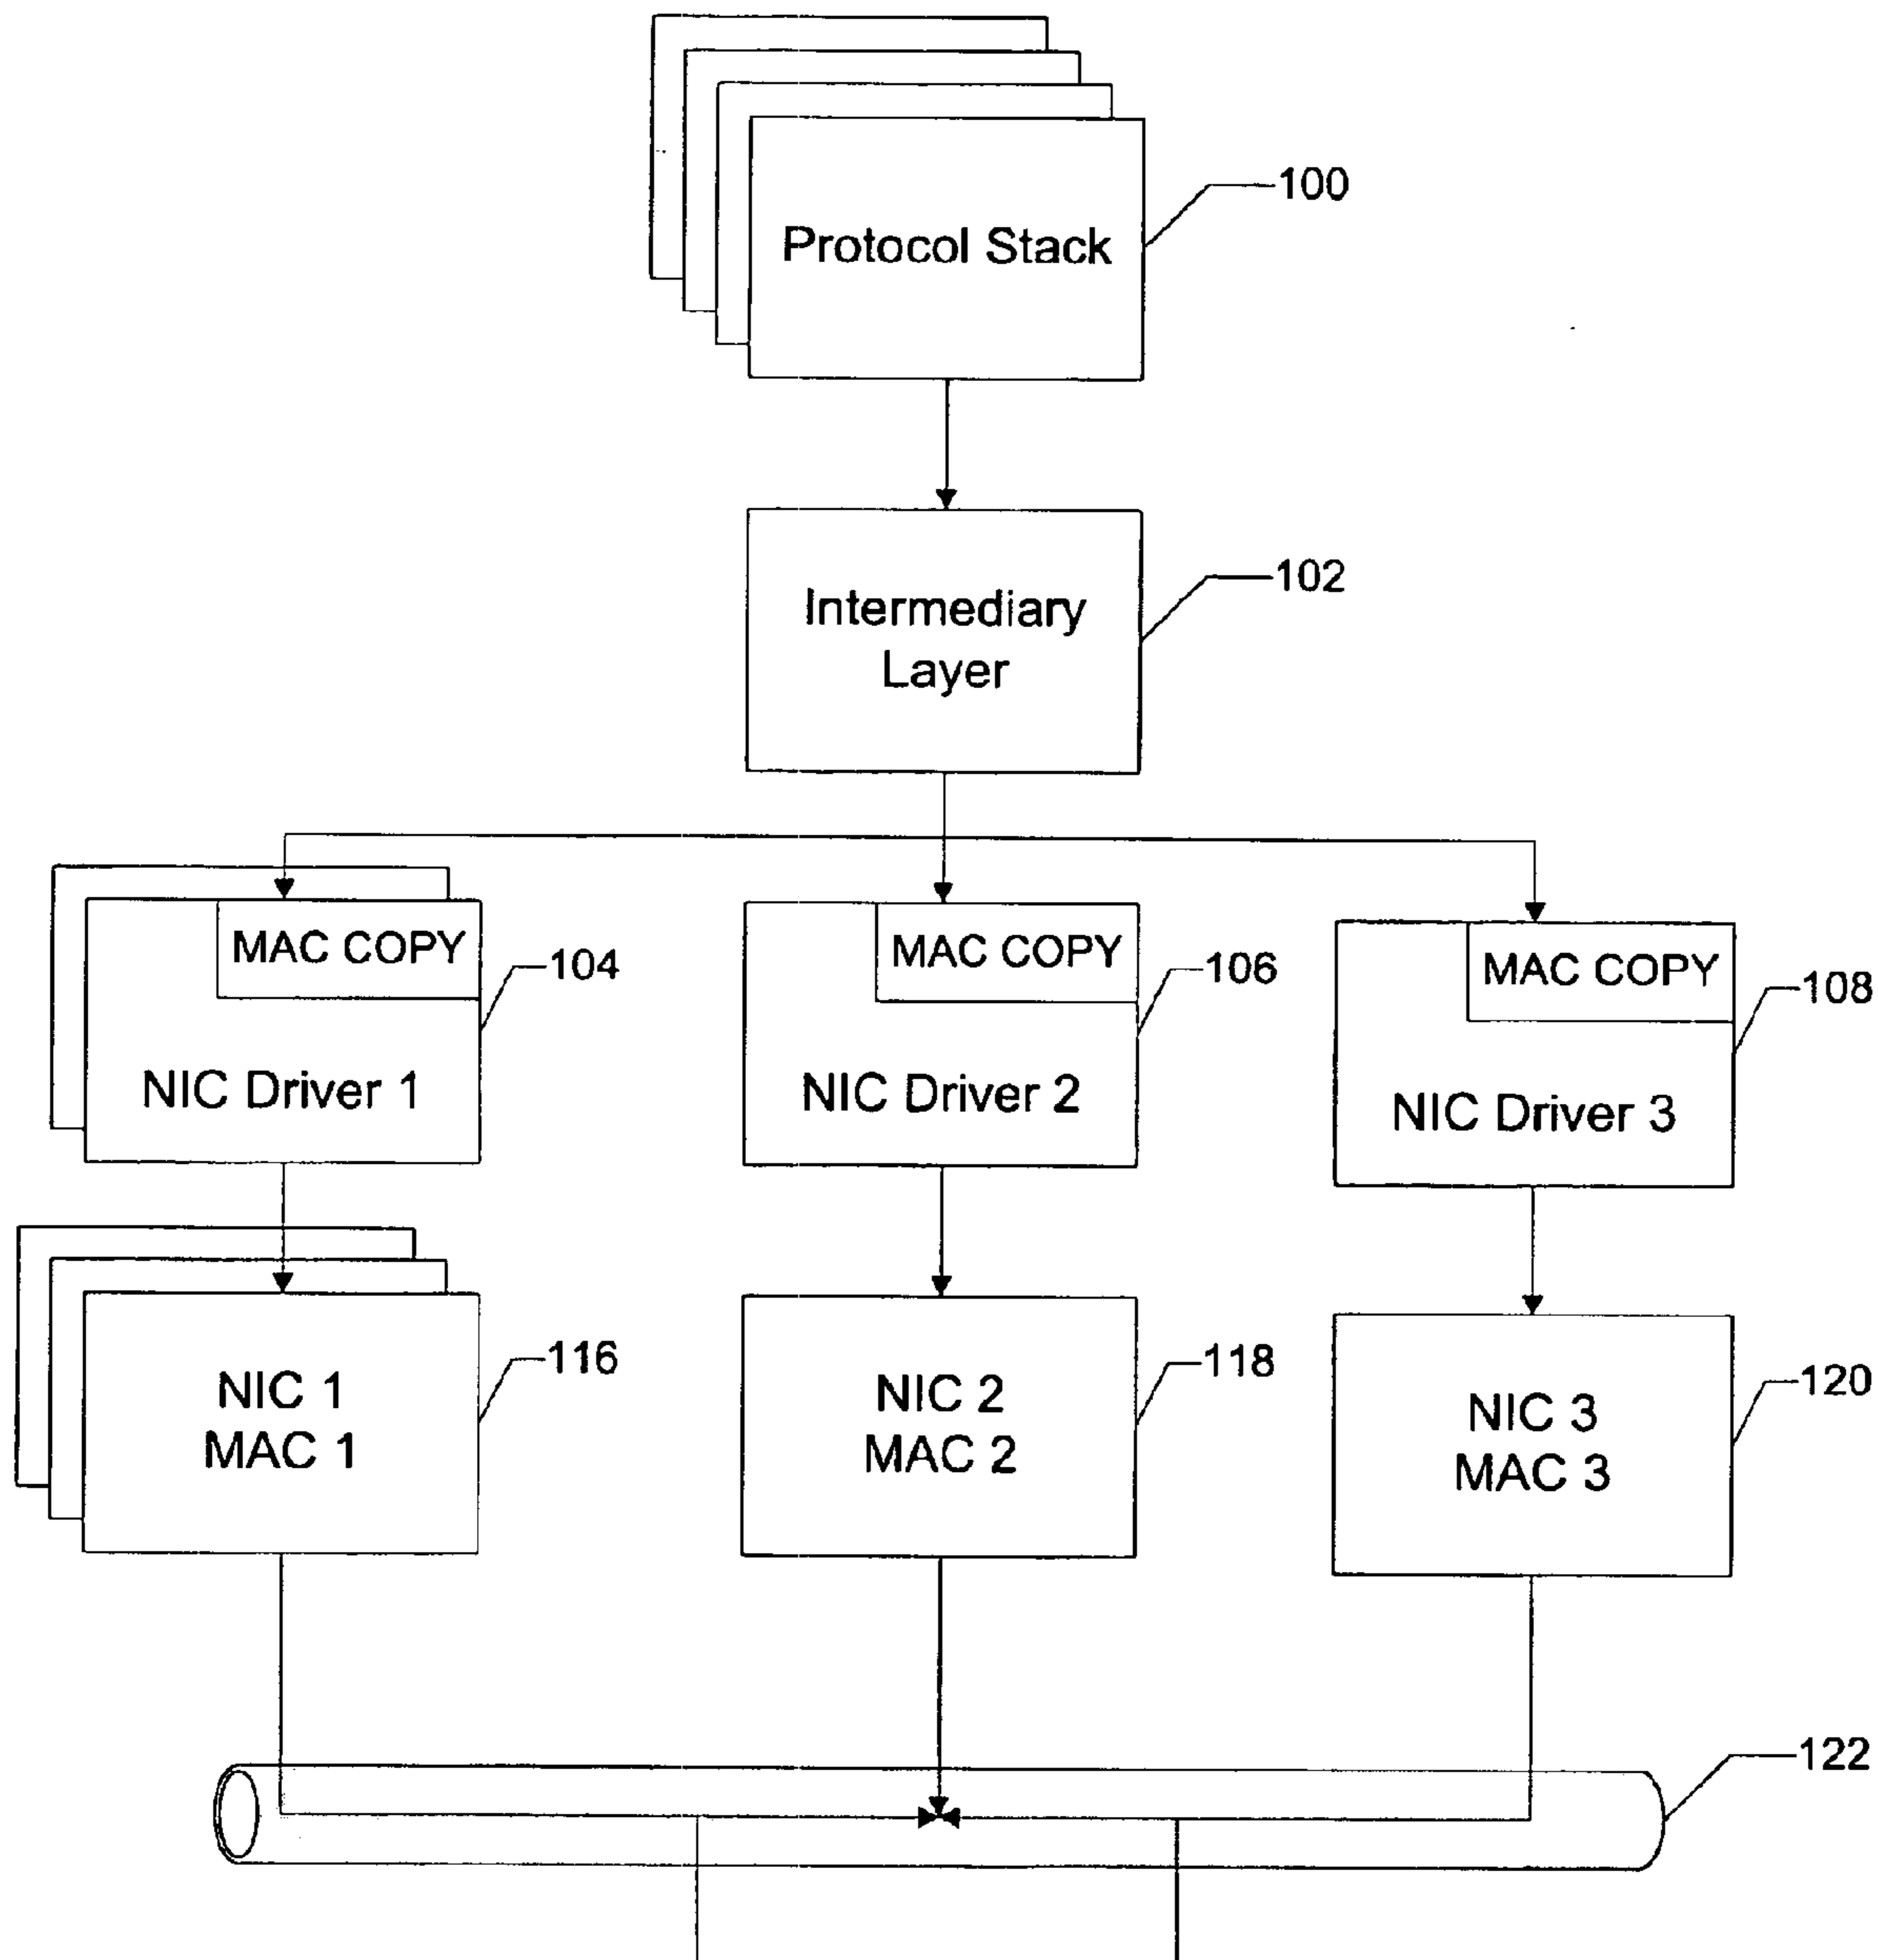 Protocol Stack
100
Intermediary
Layer
102
MAC COPY
NIC Driver 1
104
MAC COPY
NIC Driver 2
106
MAC COPY
NIC Driver 3
108
NIC 1
MAC 1
116
NIC 2
MAC 2
118
NIC 3
MAC 3
120
122